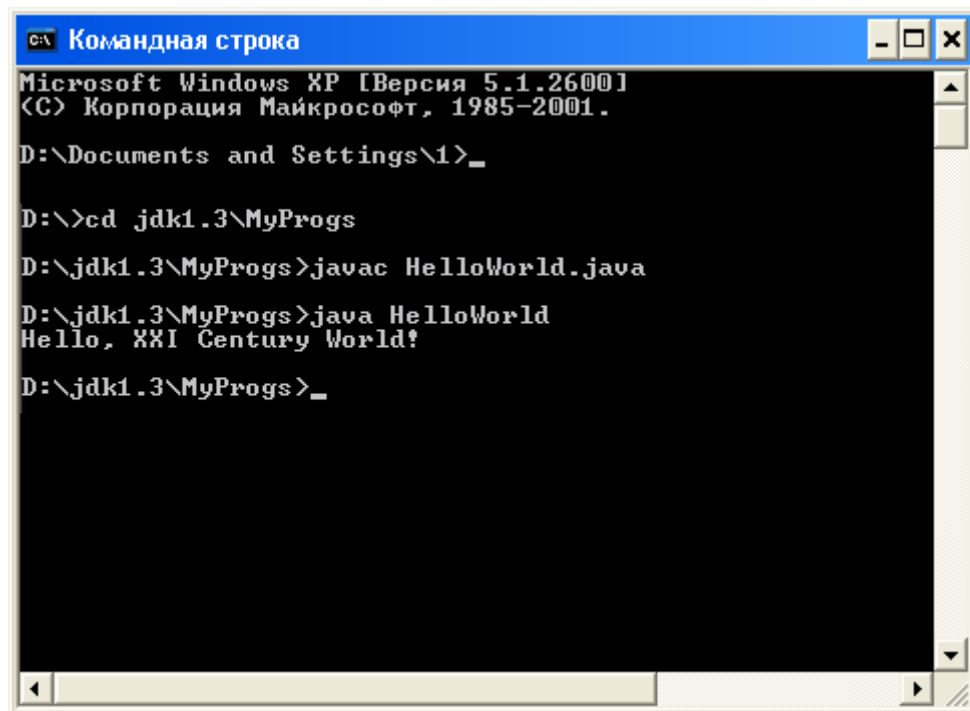 Командная строка
Microsoft Windows XP [Версия 5.1.2600]
(C) Корпорация Майкрософт, 1985-2001.
D:\Documents and Settings\1>_
D:\>cd jdk1.3\MyProgs
D:\jdk1.3\MyProgs>javac HelloWorld.java
D:\jdk1.3\MyProgs>java HelloWorld
Hello, XXI Century World!
D:\jdk1.3\MyProgs>_